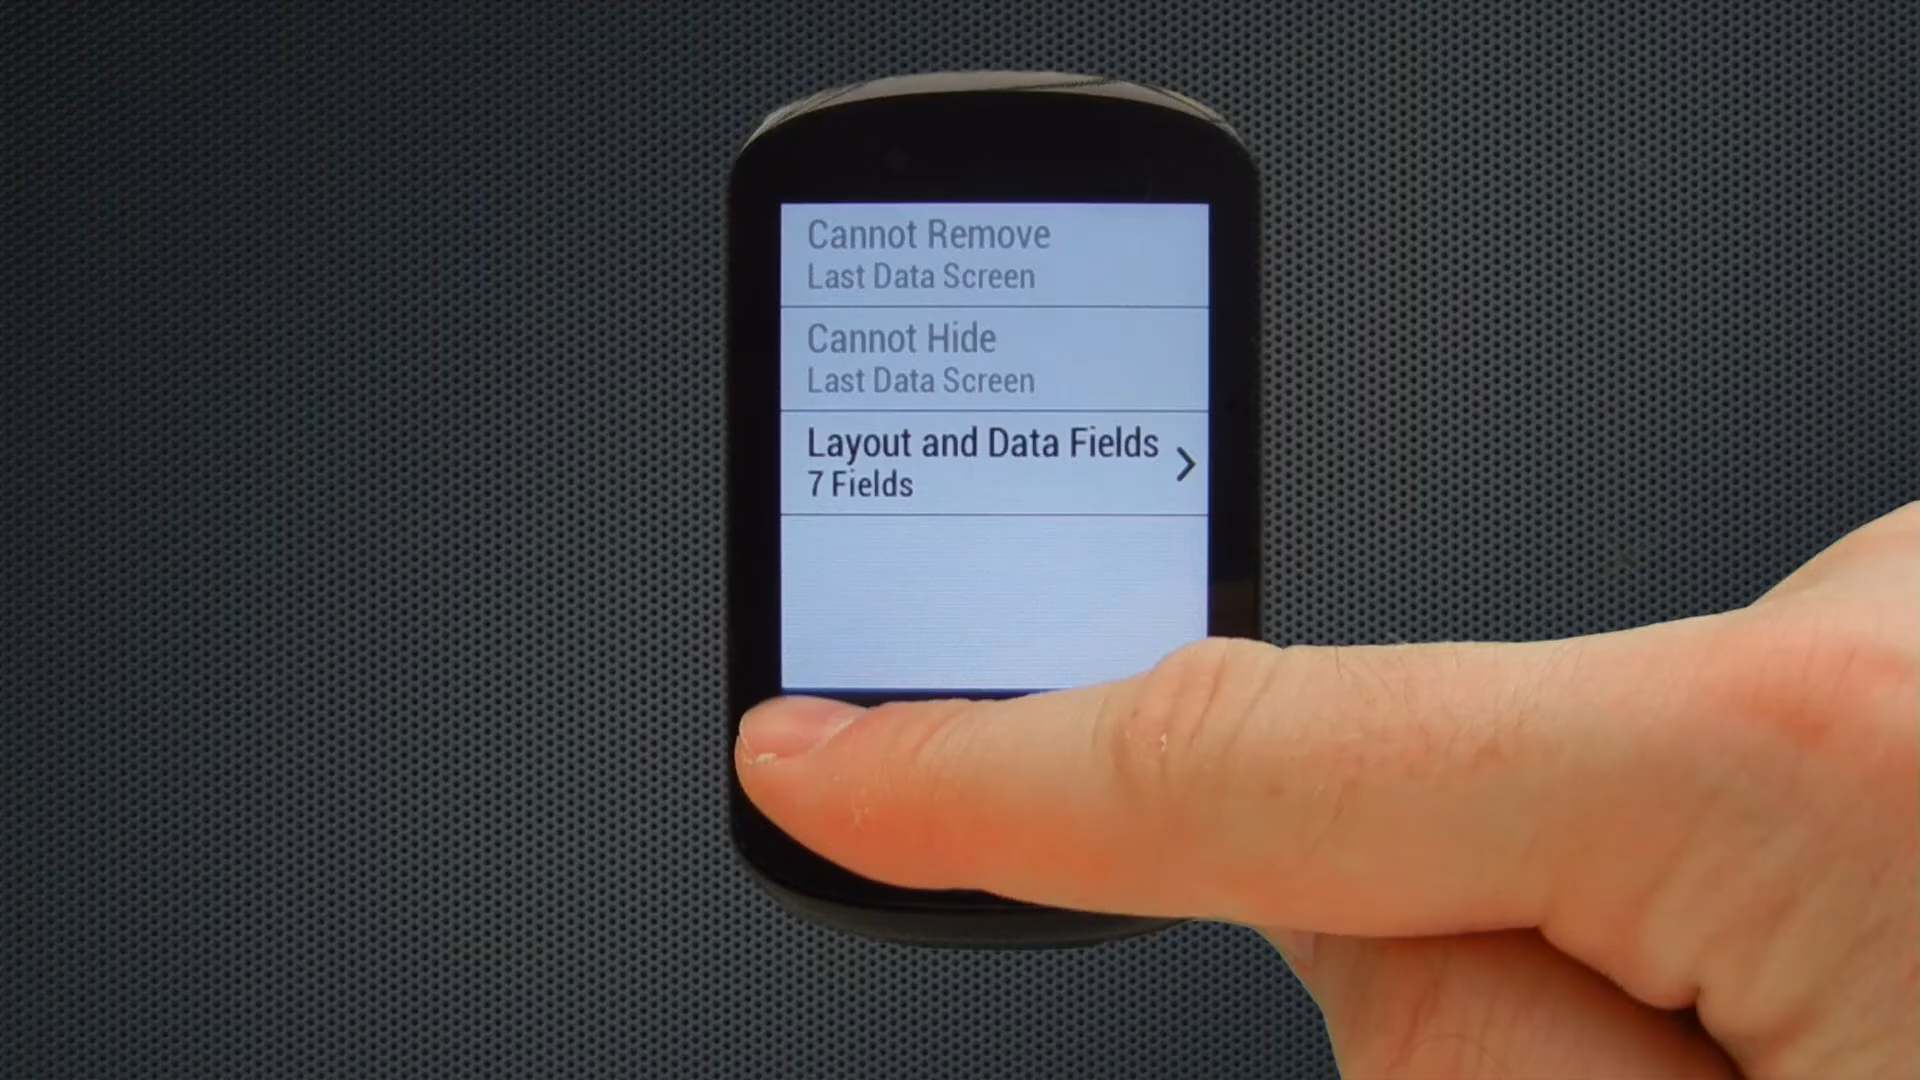 Cannot Remove
Last Data Screen
Cannot Hide
Last Data Screen
Layout and Data Fields
7 Fields